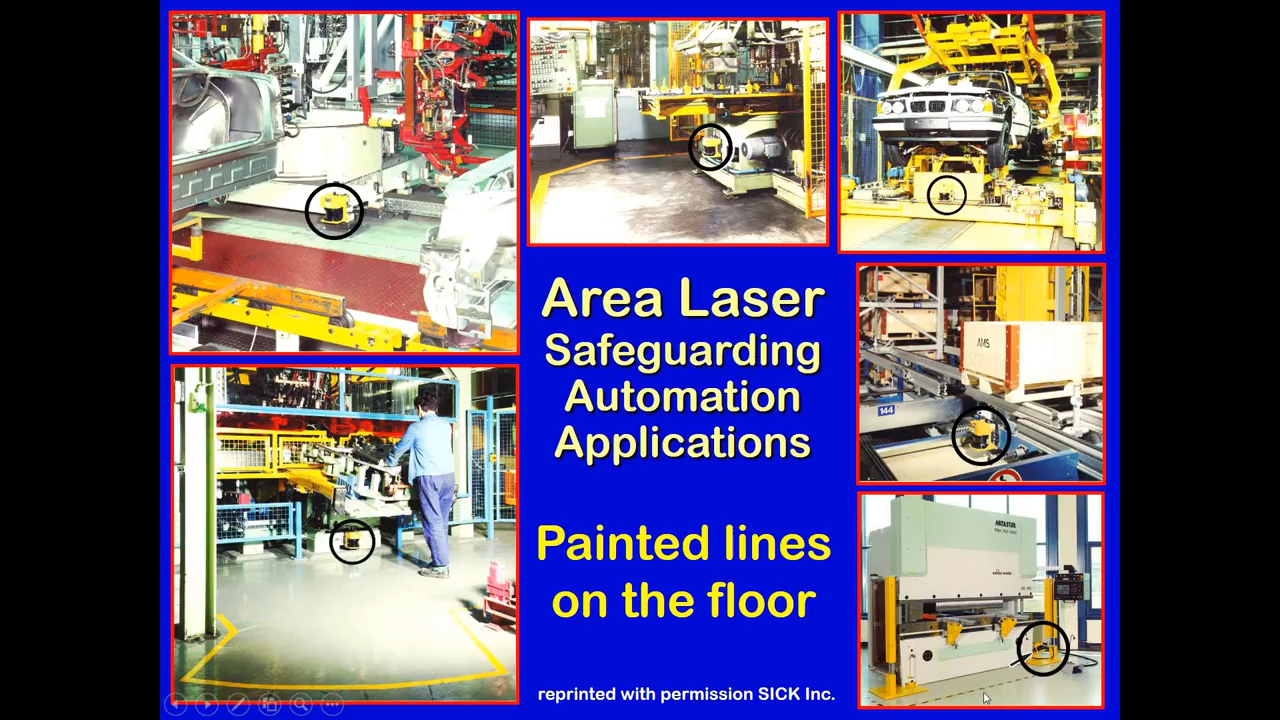 Area Laser
Safeguarding
Automation
Applications
Painted lines
on the floor
reprinted with permission SICK Inc.
AMS
144